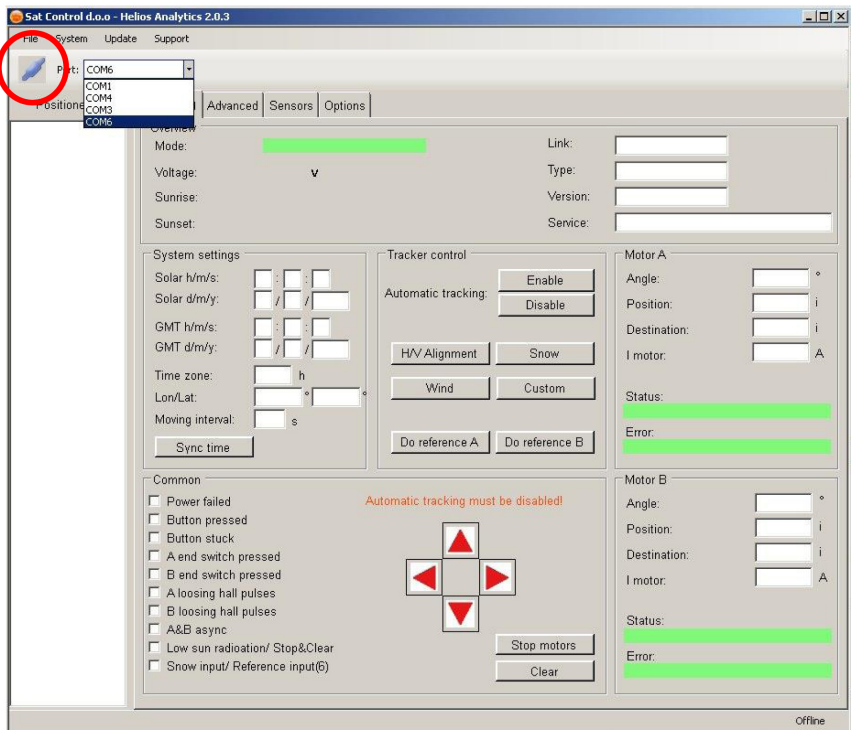 Sat Control d.o.o - Helios Analytics 2.0.3
File System Update Support
Port: COM6
COM1
COM4
COM3
COM6
Advanced Sensors Options
Overview
Mode:
Voltage: v
Sunrise:
Sunset:
Link:
Type:
Version:
Service:
System settings
Solar h/m/s: : :
Solar d/m/y: / /
GMT h/m/s: : :
GMT d/m/y: / /
Time zone: h
Lon/Lat: ° °
Moving interval: s
Sync time
Tracker control
Automatic tracking:
Enable
Disable
H/V Alignment Snow
Wind Custom
Do reference A Do reference B
Motor A
Angle: °
Position: i
Destination: i
I motor: A
Status:
Error:
Common
Power failed
Button pressed
Button stuck
A end switch pressed
B end switch pressed
A loosing hall pulses
B loosing hall pulses
A&B async
Low sun radioation/ Stop&Clear
Snow input/ Reference input(6)
Automatic tracking must be disabled!
Stop motors
Clear
Motor B
Angle: °
Position: i
Destination: i
I motor: A
Status:
Error:
Offline